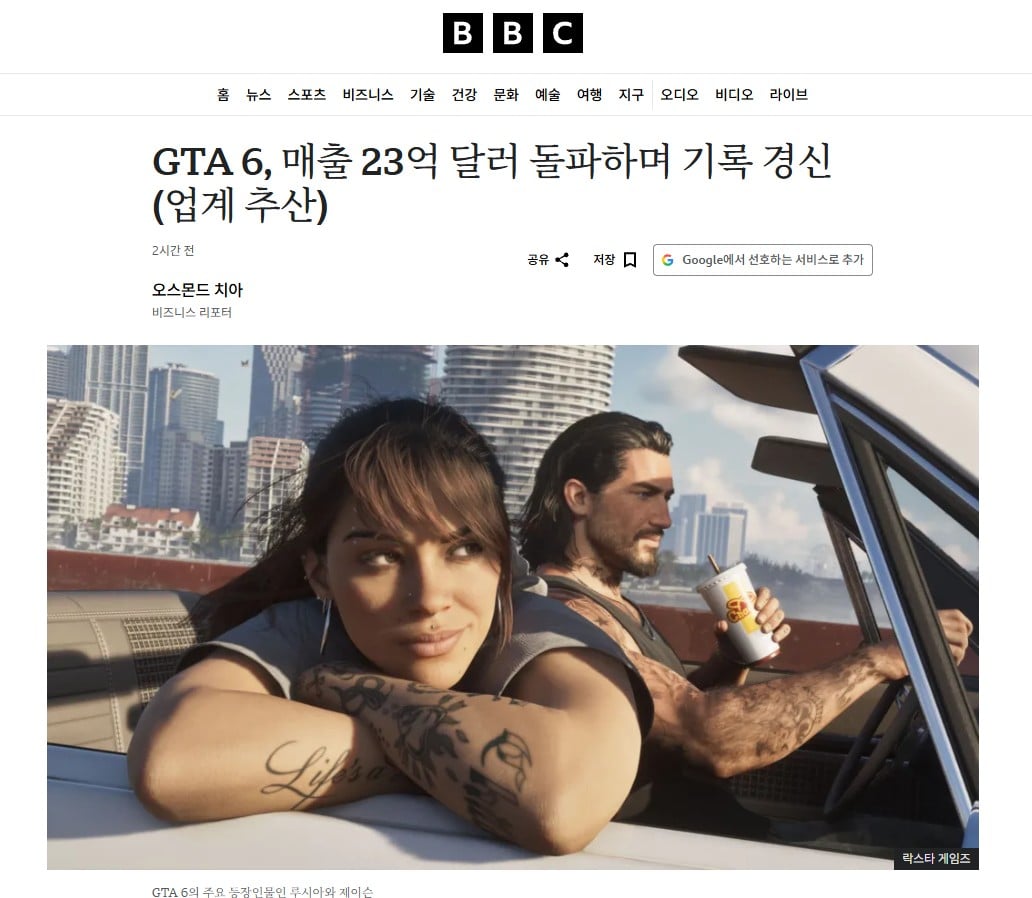 BBC
홈 뉴스 스포츠 비즈니스 기술 건강 문화 예술 여행 지구 오디오 비디오 라이브
GTA 6, 매출 23억 달러 돌파하며 기록 경신
(업계 추산)
2시간 전
공유 저장 Google에서 선호하는 서비스로 추가
오스몬드 치아
비즈니스 리포터
Life's a
락스타 게임즈
GTA 6의 주요 등장인물인 루시아와 제이슨